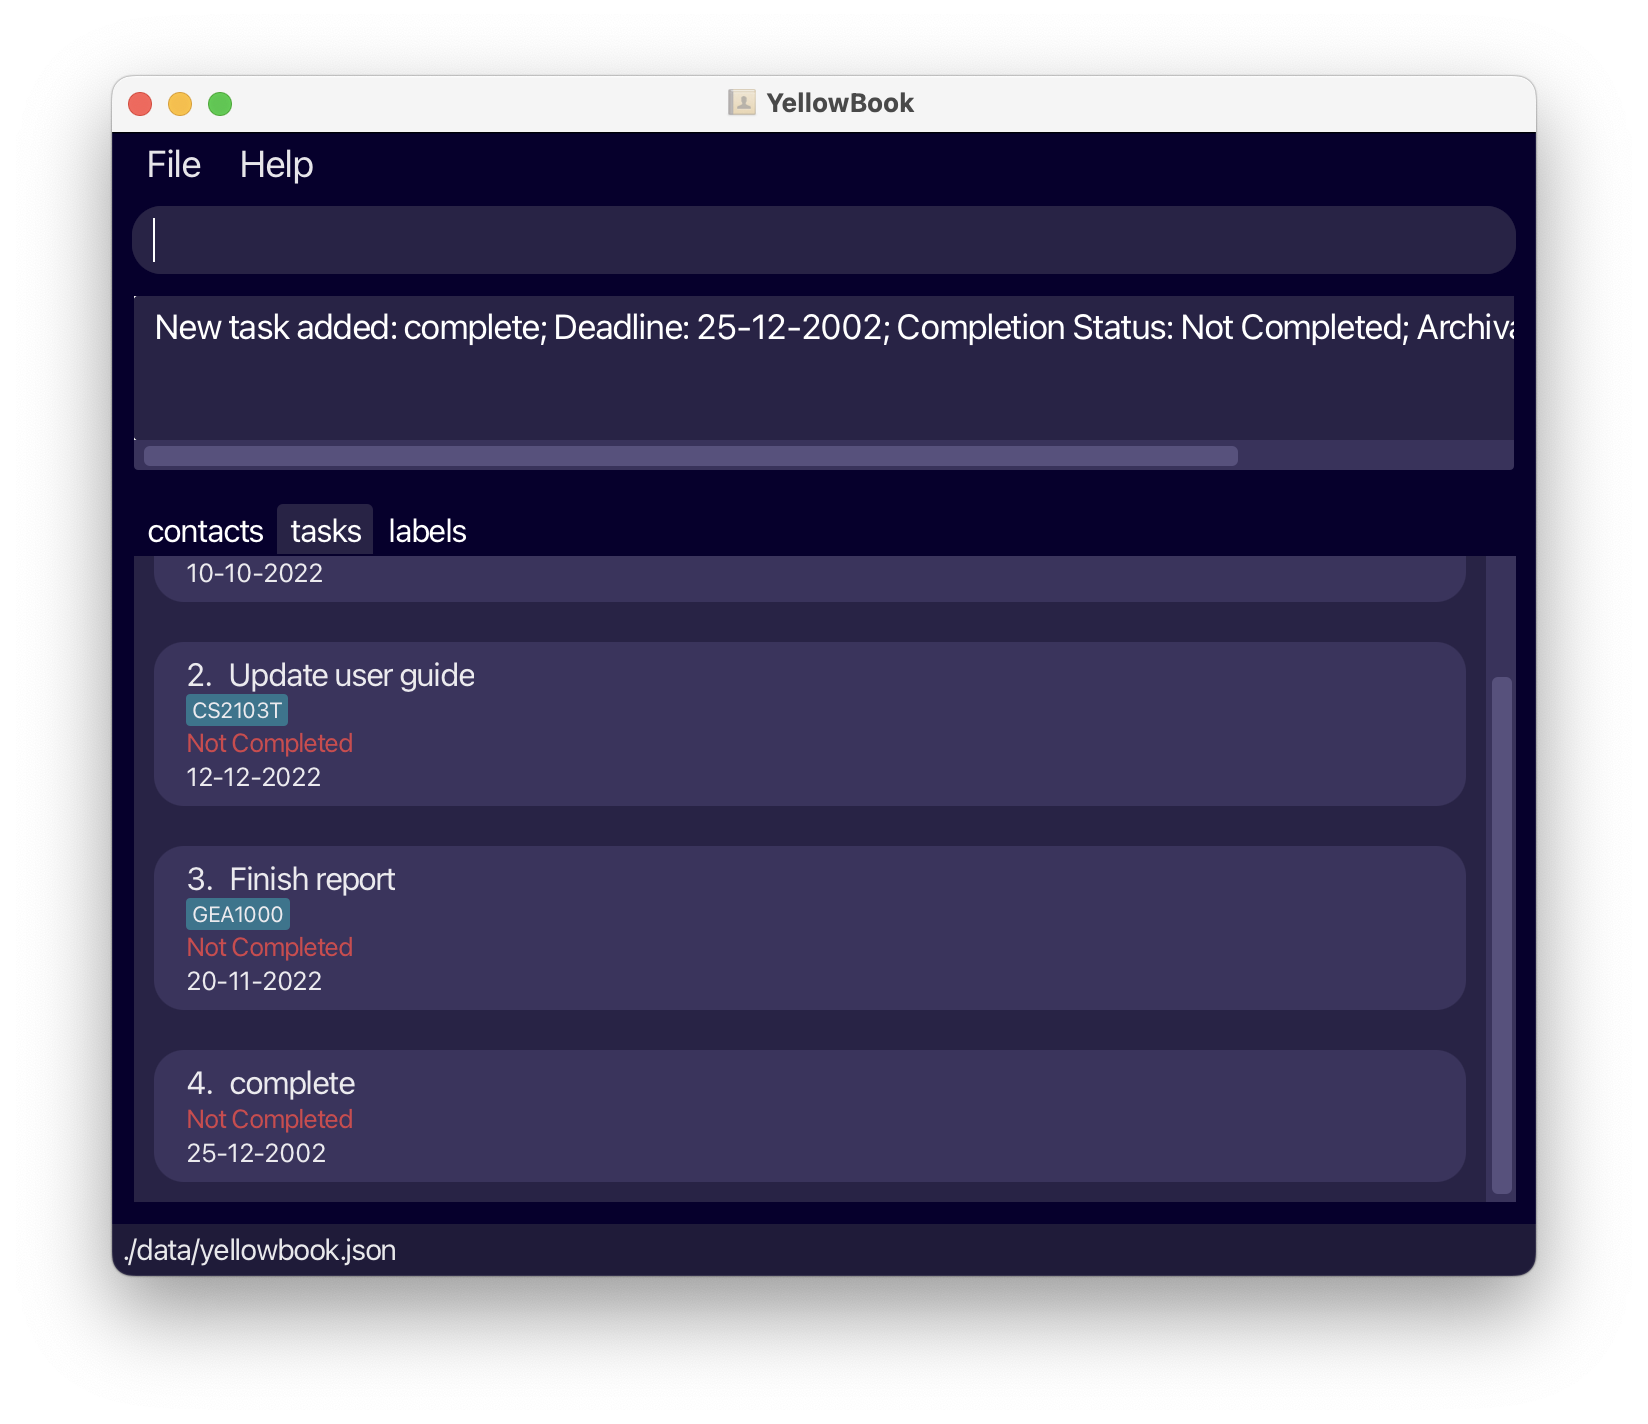 YellowBook
File Help
New task added: complete; Deadline: 25-12-2002; Completion Status: Not Completed;
contacts tasks labels
10-10-2022
2. Update user guide
CS2103T
Not Completed
12-12-2022
3. Finish report
GEA1000
Not Completed
20-11-2022
4. complete
Not Completed
25-12-2002
./data/yellowbook.json